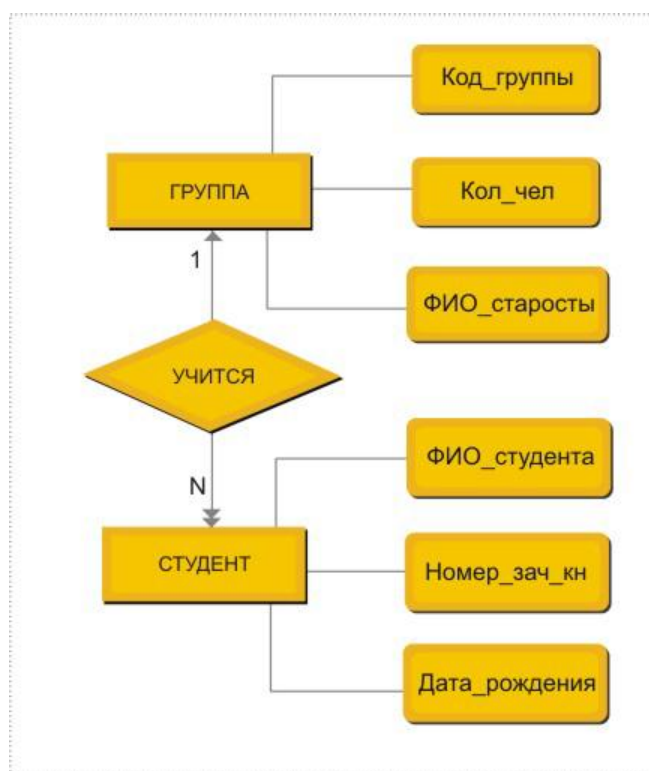 Код_группы
ГРУППА
Кол_чел
ФИО_старосты
1
УЧИТСЯ
N
ФИО_студента
СТУДЕНТ
Номер_зач_кн
Дата_рождения